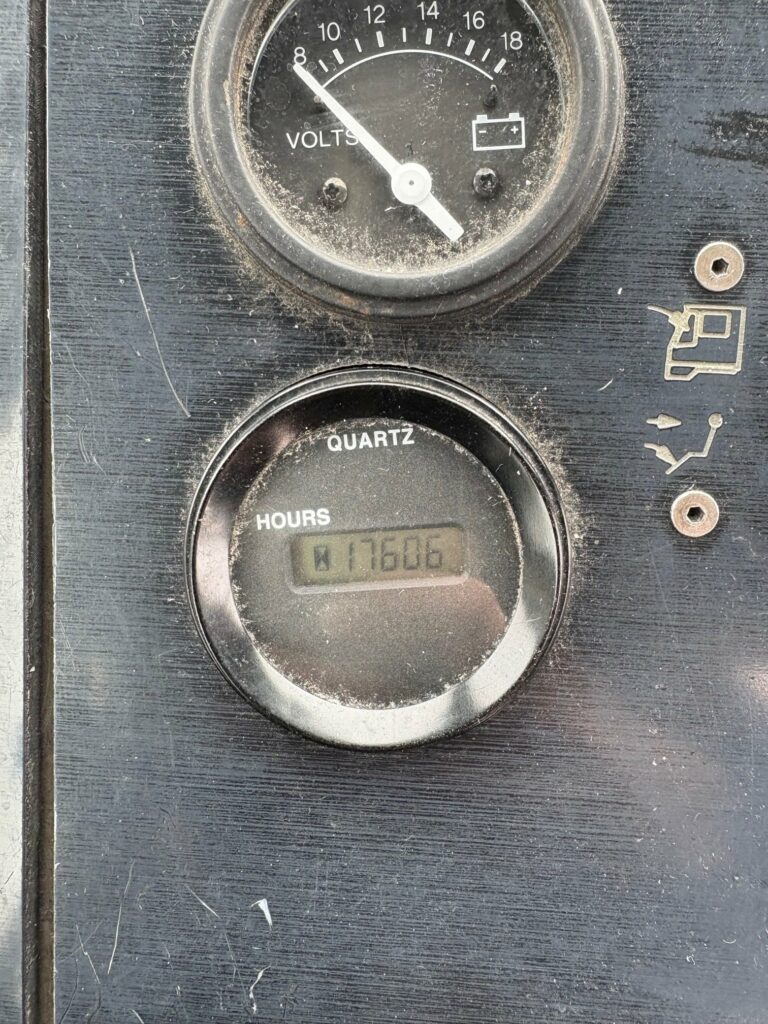 8 10 12 14 16 18
VOLTS
- +
QUARTZ
HOURS
17606